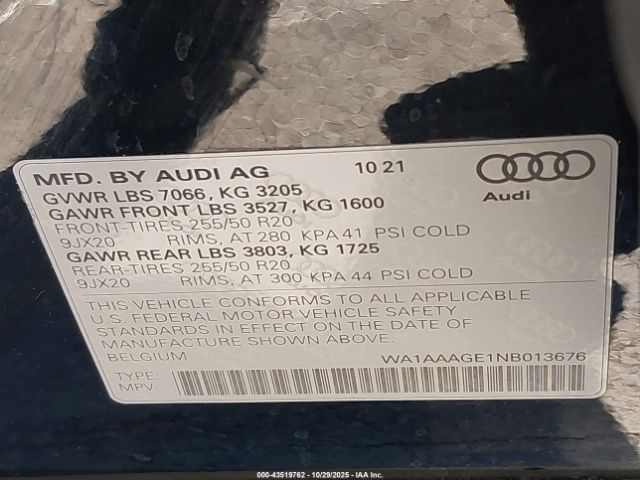 MFD. BY AUDI AG 10 21
GVWR LBS 7066, KG 3205
GAWR FRONT LBS 3527, KG 1600
FRONT-TIRES 255/50 R20
9JX20 RIMS, AT 280 KPA 41 PSI COLD
GAWR REAR LBS 3803, KG 1725
REAR-TIRES 255/50 R20
9JX20 RIMS, AT 300 KPA 44 PSI COLD
Audi
THIS VEHICLE CONFORMS TO ALL APPLICABLE
U.S. FEDERAL MOTOR VEHICLE SAFETY
STANDARDS IN EFFECT ON THE DATE OF
MANUFACTURE SHOWN ABOVE.
BELGIUM WA1AAAGE1NB013676
TYPE:
MPV
000-43519762 - 10/29/2025 - IAA Inc.